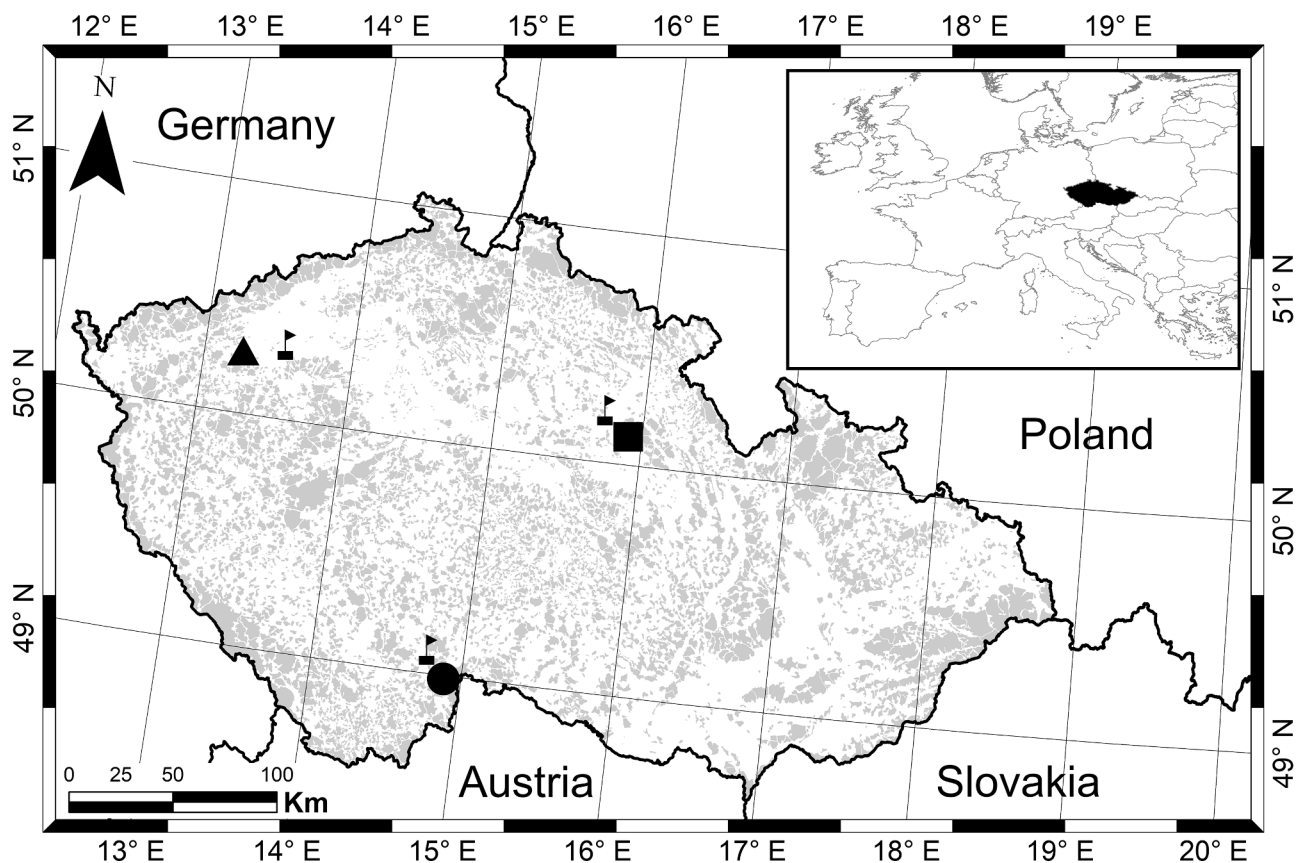 12° E 13° E 14° E 15° E 16° E 17° E 18° E 19° E
N
Germany
51° N
51° N
50° N
Poland
50° N
49° N
49° N
0 25 50 100
Km
Austria
Slovakia
13° E 14° E 15° E 16° E 17° E 18° E 19° E 20° E